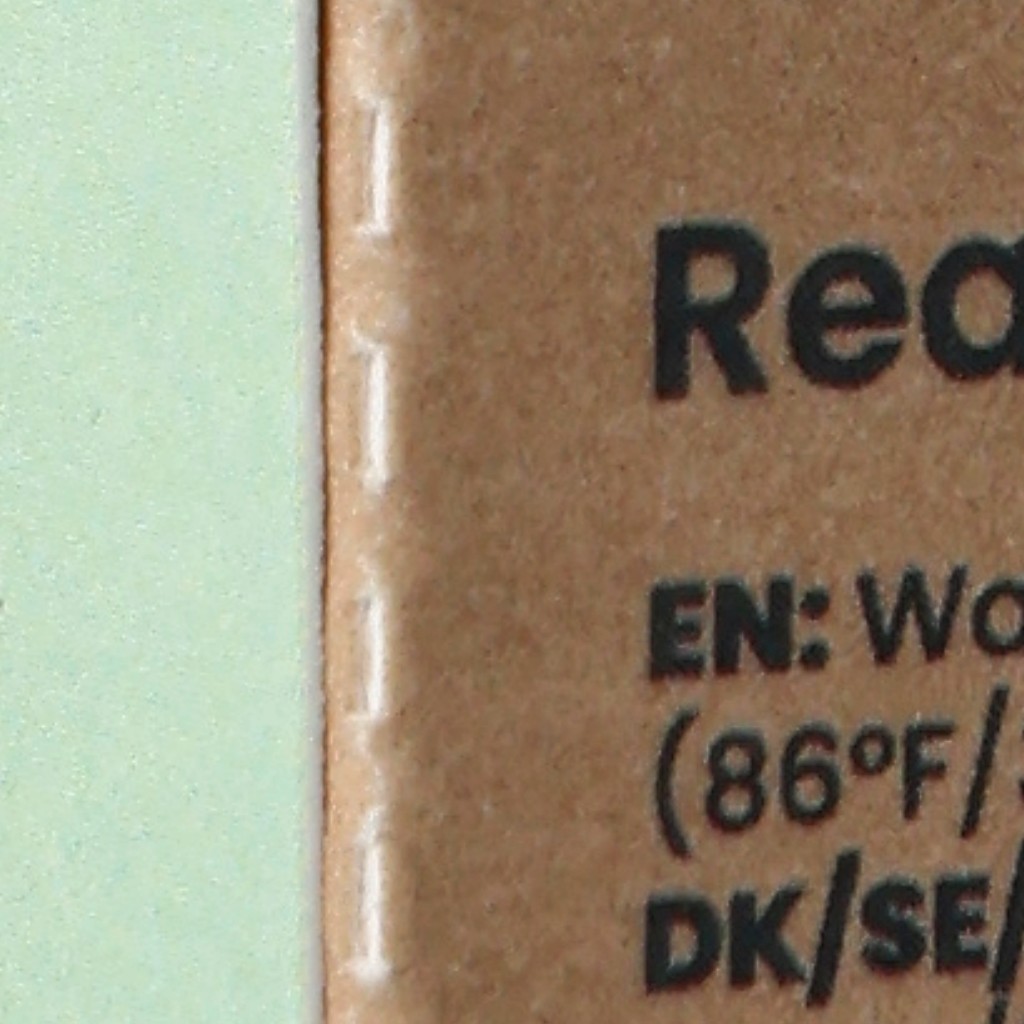 Rea
EN: Wo
(86°F/
DK/SE/